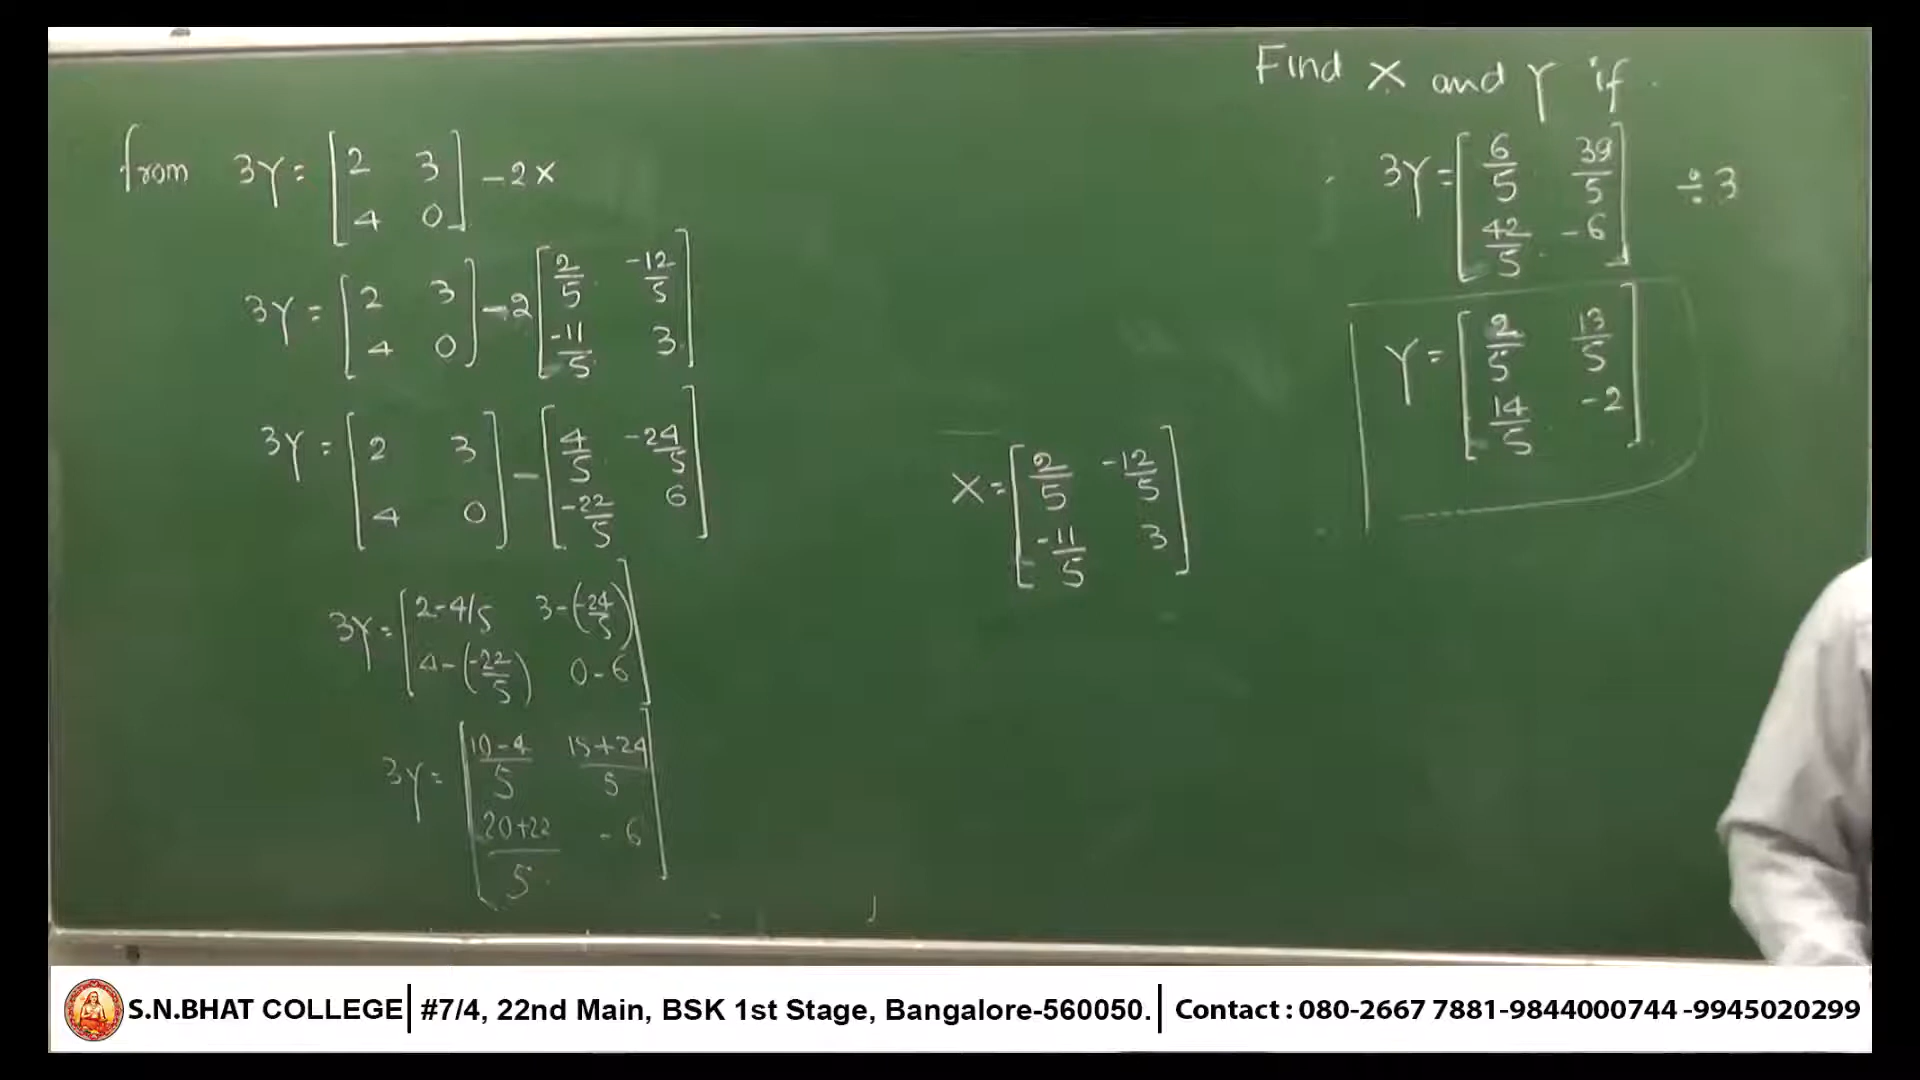 Find X and Y if
from 3Y = [2 3
4 0] - 2X
3Y = [2 3
4 0] - 2[2/5 -12/5
-11/5 3]
3Y = [2 3
4 0] - [4/5 -24/5
-22/5 6]
3Y = [2-4/5 3-(-24/5)
4-(-22/5) 0-6]
3Y = [10-4/5 15+24/5
20+22/5 -6]
X = [2/5 -12/5
-11/5 3]
3Y = [6/5 39/5
42/5 -6] ÷3
Y = [2/5 13/5
14/5 -2]
S.N.BHAT COLLEGE | #7/4, 22nd Main, BSK 1st Stage, Bangalore-560050. | Contact : 080-2667 7881-9844000744 -9945020299